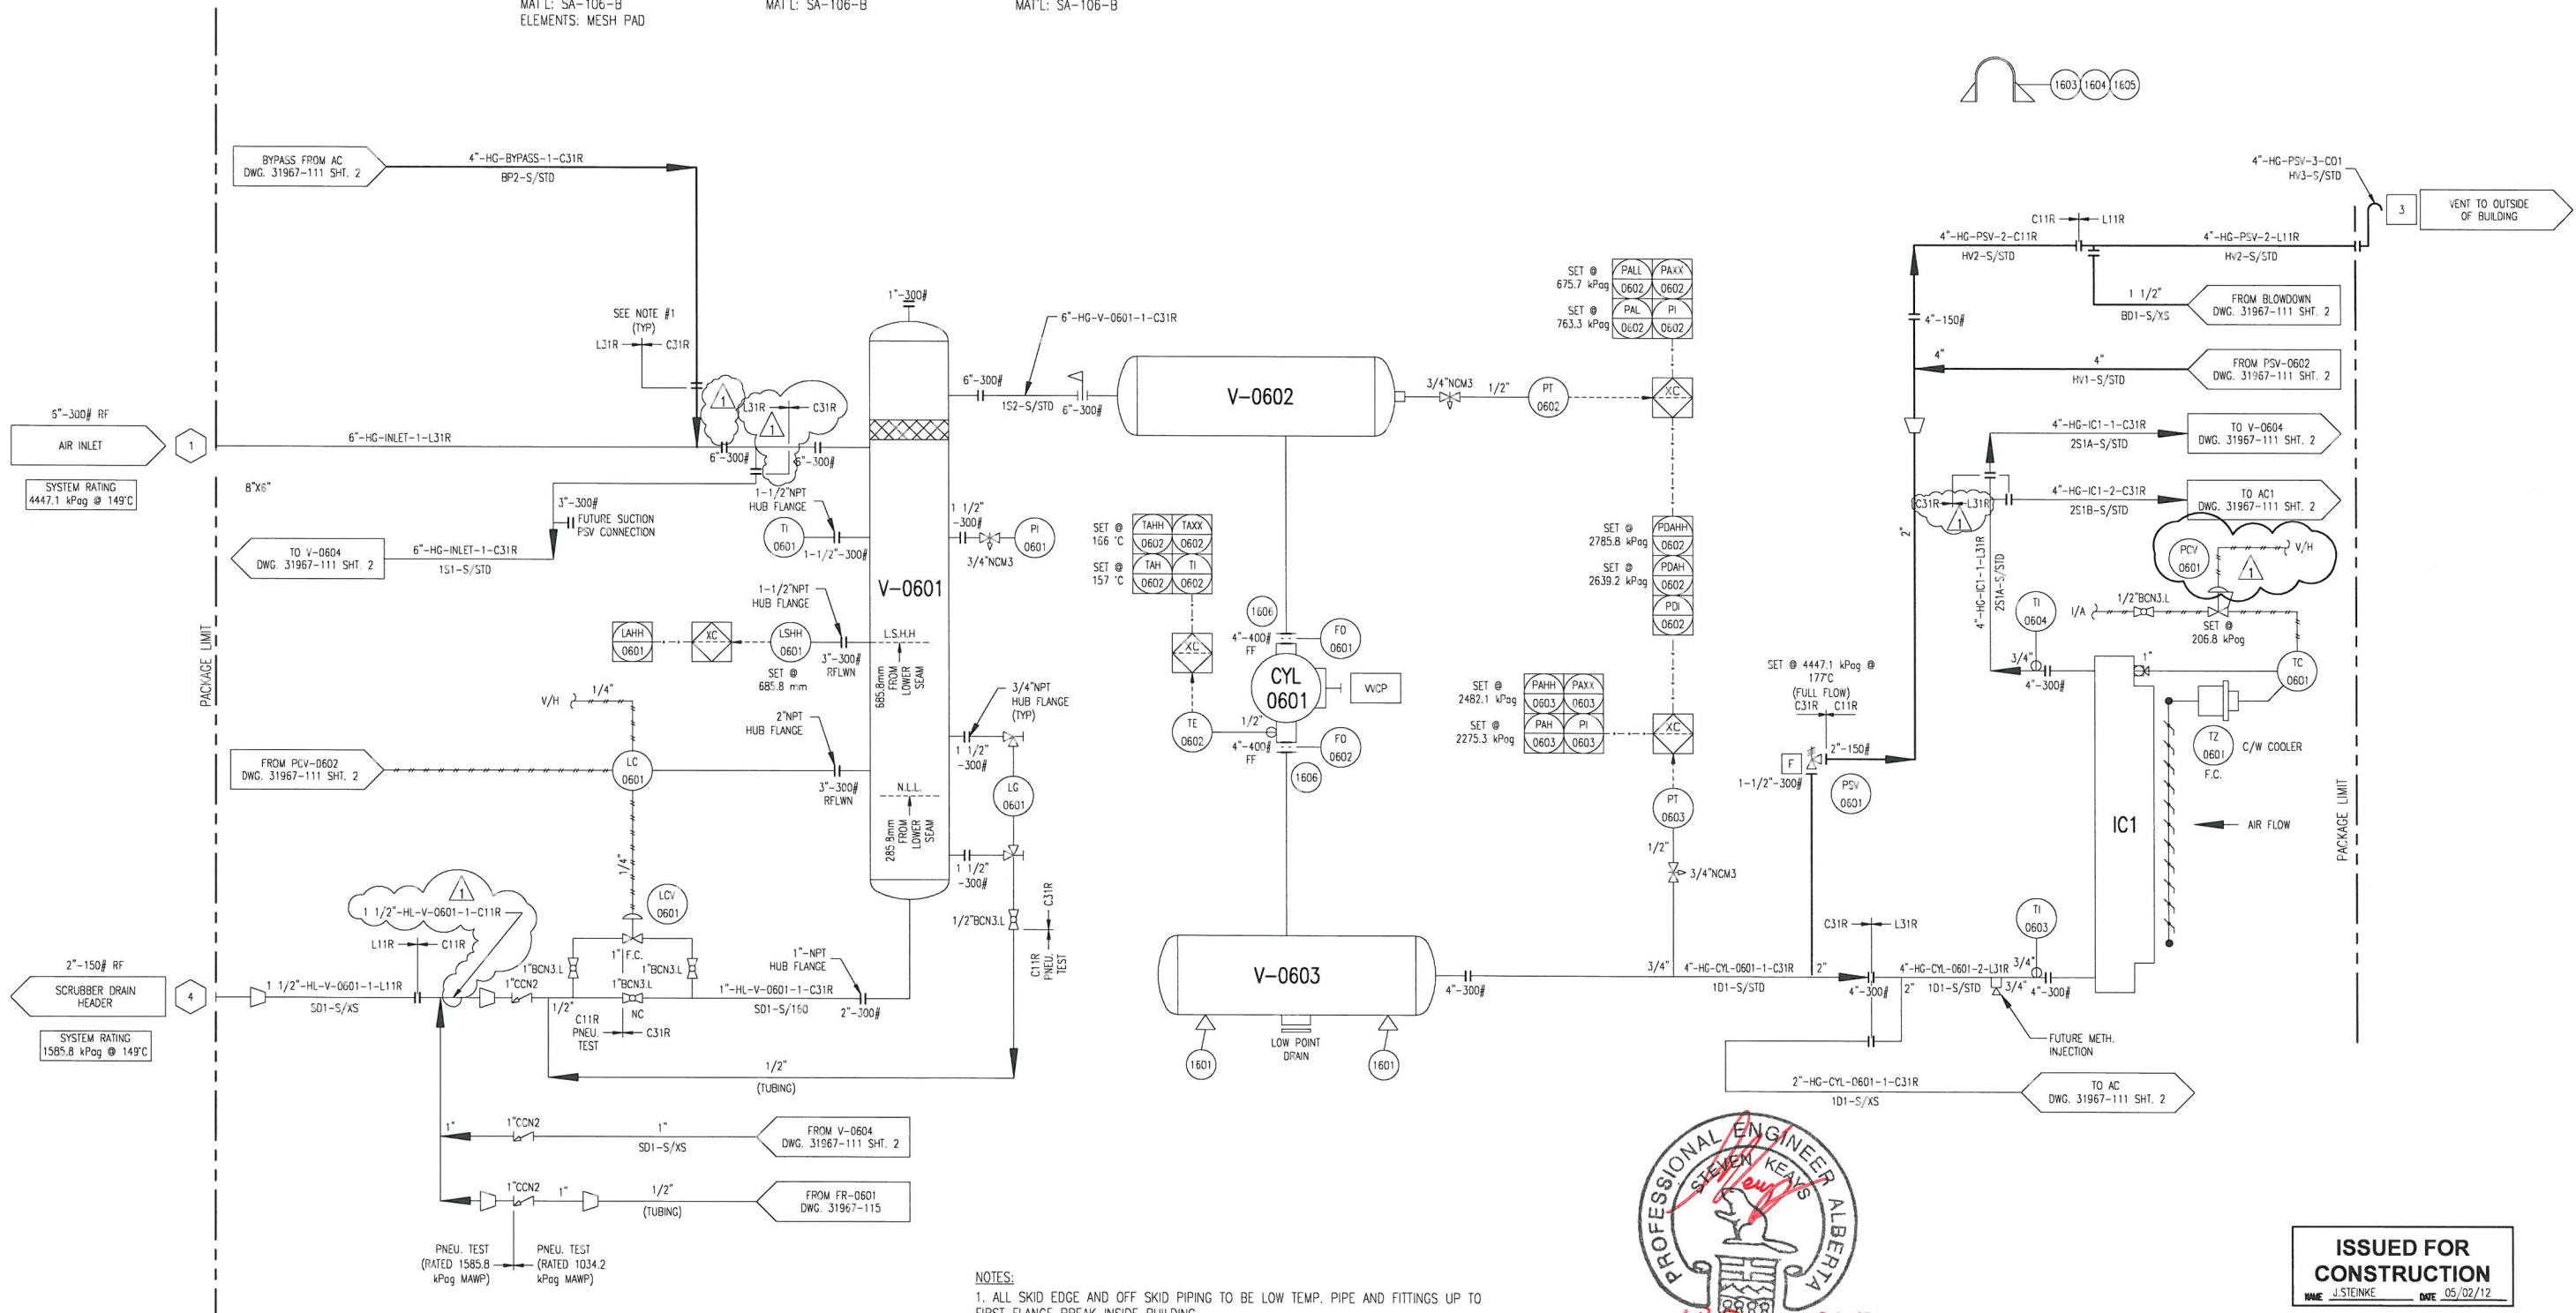 MAT'L: SA-106-B
ELEMENTS: MESH PAD
MAT'L: SA-106-B
MAT'L: SA-106-B
1603
1604
1605
BYPASS FROM AC
DWG. 31967-111 SHT. 2
4"-HG-BYPASS-1-C31R
BP2-S/STD
4"-HG-PSV-3-C01
HV3-S/STD
3
VENT TO OUTSIDE
OF BUILDING
C11R
L11R
4"-HG-PSV-2-C11R
HV2-S/STD
4"-HG-PSV-2-L11R
HV2-S/STD
1 1/2"
BD1-S/XS
FROM BLOWDOWN
DWG. 31967-111 SHT. 2
4"-150#
4"
4"
HV1-S/STD
FROM PSV-0602
DWG. 31967-111 SHT. 2
SET @
675.7 kPag
PALL
0602
PAXX
0602
SET @
763.3 kPag
PAL
0602
PI
0602
1"-300#
SEE NOTE #1
(TYP)
L31R
C31R
6"-HG-V-0601-1-C31R
6"-300#
1S2-S/STD
6"-300#
V-0602
3/4"NCM3
1/2"
PT
0602
XC
1
L31R
C31R
1
6"-300# RF
AIR INLET
1
6"-HG-INLET-1-L31R
6"-300#
6"-300#
SYSTEM RATING
4447.1 kPag @ 149°C
8"X6"
3"-300#
FUTURE SUCTION
PSV CONNECTION
TO V-0604
DWG. 31967-111 SHT. 2
6"-HG-INLET-1-C31R
1S1-S/STD
1-1/2"NPT
HUB FLANGE
TI
0601
1-1/2"-300#
1 1/2"
-300#
PI
0601
3/4"NCM3
V-0601
1-1/2"NPT
HUB FLANGE
LAHH
0601
XC
LSHH
0601
SET @
685.8 mm
3"-300#
RFLWN
L.S.H.H
685.8mm
FROM
LOWER
SEAM
SET @
166 °C
TAHH
0602
TAXX
0602
SET @
157 °C
TAH
0602
TI
0602
XC
TE
0602
1/2"
1606
4"-400#
FF
FO
0601
CYL
0601
VVCP
4"-400#
FF
FO
0602
1606
SET @
2785.8 kPag
PDAHH
0602
SET @
2639.2 kPag
PDAH
0602
PDI
0602
SET @
2482.1 kPag
PAHH
0603
PAXX
0603
SET @
2275.3 kPag
PAH
0603
PI
0603
XC
PT
0603
1/2"
3/4"NCM3
4"-HG-IC1-1-C31R
2S1A-S/STD
TO V-0604
DWG. 31967-111 SHT. 2
4"-HG-IC1-2-C31R
2S1B-S/STD
TO AC1
DWG. 31967-111 SHT. 2
C31R
L31R
1
2"
4"-HG-IC1-1-L31R
2S1A-S/STD
PCV
0601
V/H
1
I/A
1/2"BCN3.L
SET @
206.8 kPag
TI
0604
3/4"
4"-300#
1"
TC
0601
TZ
0601
F.C.
C/W COOLER
IC1
AIR FLOW
SET @ 4447.1 kPag @
177°C
(FULL FLOW)
C31R
C11R
2"-150#
F
1-1/2"-300#
PSV
0601
PACKAGE LIMIT
PACKAGE LIMIT
V/H
1/4"
2"NPT
HUB FLANGE
3/4"NPT
HUB FLANGE
(TYP)
FROM PCV-0602
DWG. 31967-111 SHT. 2
LC
0601
3"-300#
RFLWN
N.L.L.
285.8mm
FROM
LOWER
SEAM
1 1/2"
-300#
LG
0601
1 1/2"
-300#
1/4"
LCV
0601
1/2"BCN3.L
C31R
C11R
PNEU.
TEST
1
1 1/2"-HL-V-0601-1-C11R
L11R
C11R
2"-150# RF
SCRUBBER DRAIN
HEADER
4
SYSTEM RATING
1585.8 kPag @ 149°C
1 1/2"-HL-V-0601-1-L11R
SD1-S/XS
1"CCN2
1"BCN3.L
1"
F.C.
1"BCN3.L
1"BCN3.L
1/2"
NC
C11R
PNEU.
TEST
C31R
1"-HL-V-0601-1-C31R
SD1-S/160
1"-NPT
HUB FLANGE
2"-300#
V-0603
1601
LOW POINT
DRAIN
1601
4"-300#
3/4"
4"-HG-CYL-0601-1-C31R
1D1-S/STD
2"
C31R
L31R
4"-300#
2"
4"-HG-CYL-0601-2-L31R
1D1-S/STD
TI
0603
3/4"
3/4"
4"-300#
FUTURE METH.
INJECTION
2"-HG-CYL-0601-1-C31R
1D1-S/XS
TO AC
DWG. 31967-111 SHT. 2
1/2"
(TUBING)
1"
1"CCN2
1"
SD1-S/XS
FROM V-0604
DWG. 31967-111 SHT. 2
1"CCN2
1"
1/2"
(TUBING)
FROM FR-0601
DWG. 31967-115
PNEU. TEST
(RATED 1585.8
kPag MAWP)
PNEU. TEST
(RATED 1034.2
kPag MAWP)
NOTES:
1. ALL SKID EDGE AND OFF SKID PIPING TO BE LOW TEMP. PIPE AND FITTINGS UP TO
FIRST FLANGE BREAK INSIDE BUILDING
PROFESSIONAL ENGINEER ALBERTA
STEVEN KEAYS
ISSUED FOR
CONSTRUCTION
NAME J.STEINKE DATE 05/02/12